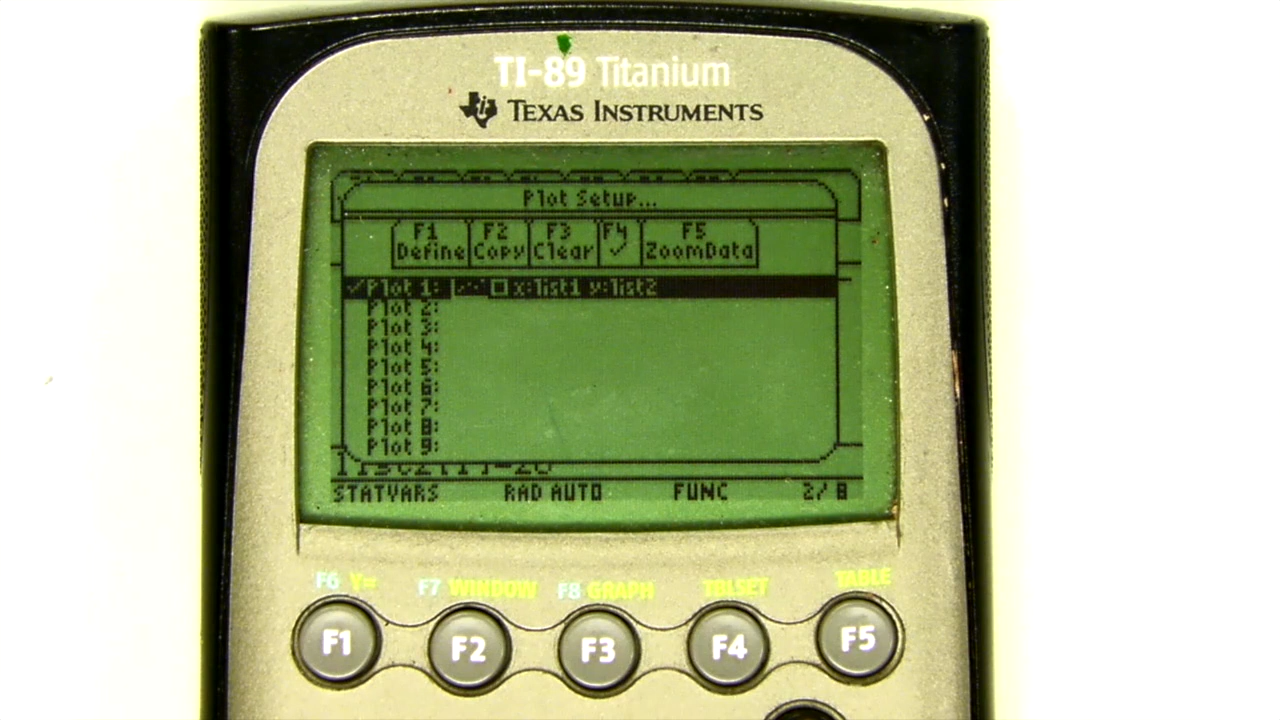 TI-89 Titanium
TEXAS INSTRUMENTS
Plot Setup...
F1 F2 F3 F4 F5
Define Copy Clear ✓ ZoomData
✓Plot 1: x:list1 y:list2
Plot 2:
Plot 3:
Plot 4:
Plot 5:
Plot 6:
Plot 7:
Plot 8:
Plot 9:
STATVARS RAD AUTO FUNC 2/8
F6 Y= F7 WINDOW F8 GRAPH TBLSET TABLE
F1 F2 F3 F4 F5